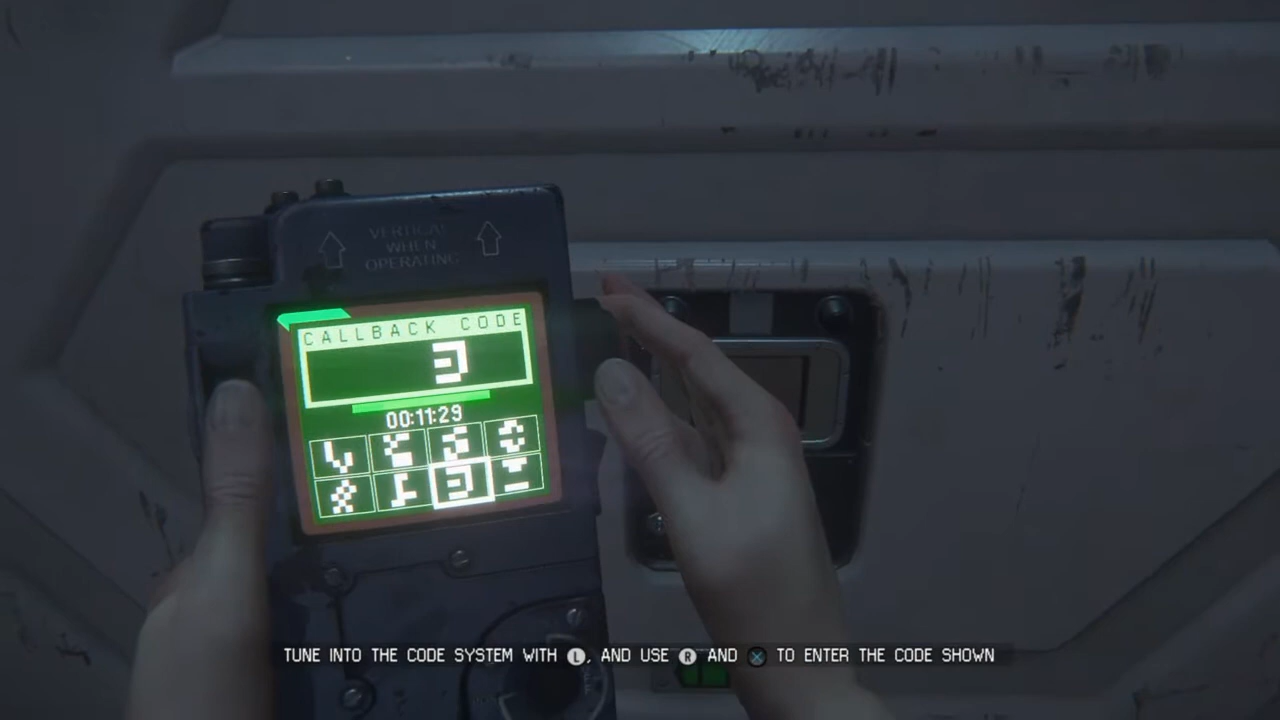 VERTICAL
WHEN
OPERATING
CALLBACK CODE
00:11:29
TUNE INTO THE CODE SYSTEM WITH L, AND USE R AND X TO ENTER THE CODE SHOWN